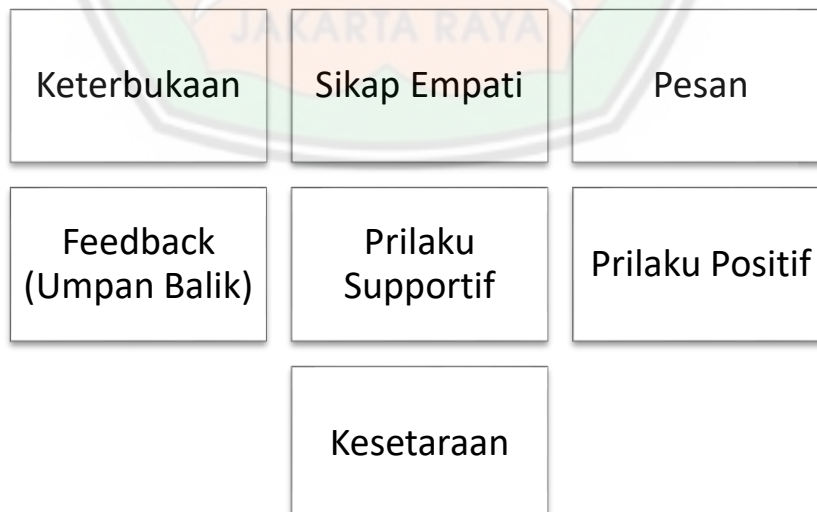 JAKARTA RAYA
Keterbukaan
Sikap Empati
Pesan
Feedback
(Umpan Balik)
Prilaku
Supportif
Prilaku Positif
Kesetaraan